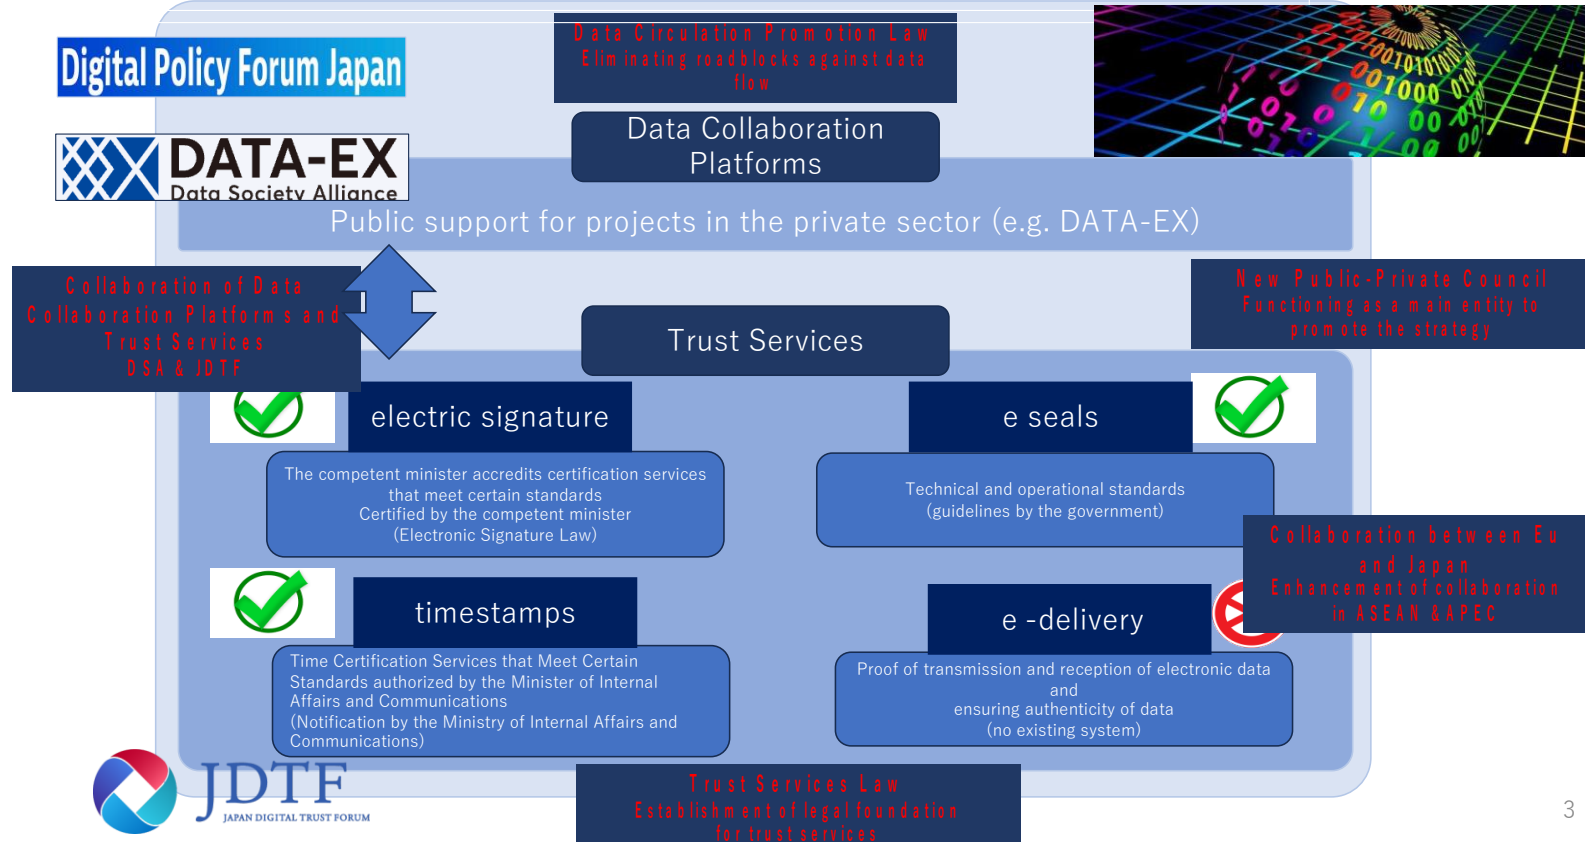 Data Circulation Promotion Law
Eliminating roadblocks against data
flow
Digital Policy Forum Japan
DATA-EX
Data Society Alliance
Data Collaboration
Platforms
Public support for projects in the private sector (e.g. DATA-EX)
Collaboration of Data
Collaboration Platforms and
Trust Services
DSA & JDTF
New Public-Private Council
Functioning as a main entity to
promote the strategy
Trust Services
electric signature
The competent minister accredits certification services
that meet certain standards
Certified by the competent minister
(Electronic Signature Law)
e seals
Technical and operational standards
(guidelines by the government)
Collaboration between Eu
and Japan
Enhancement of collaboration
in ASEAN &APEC
timestamps
Time Certification Services that Meet Certain
Standards authorized by the Minister of Internal
Affairs and Communications
(Notification by the Ministry of Internal Affairs and
Communications)
e -delivery
Proof of transmission and reception of electronic data
and
ensuring authenticity of data
(no existing system)
JDTF
JAPAN DIGITAL TRUST FORUM
Trust Services Law
Establishment of legal foundation
for trust services
3